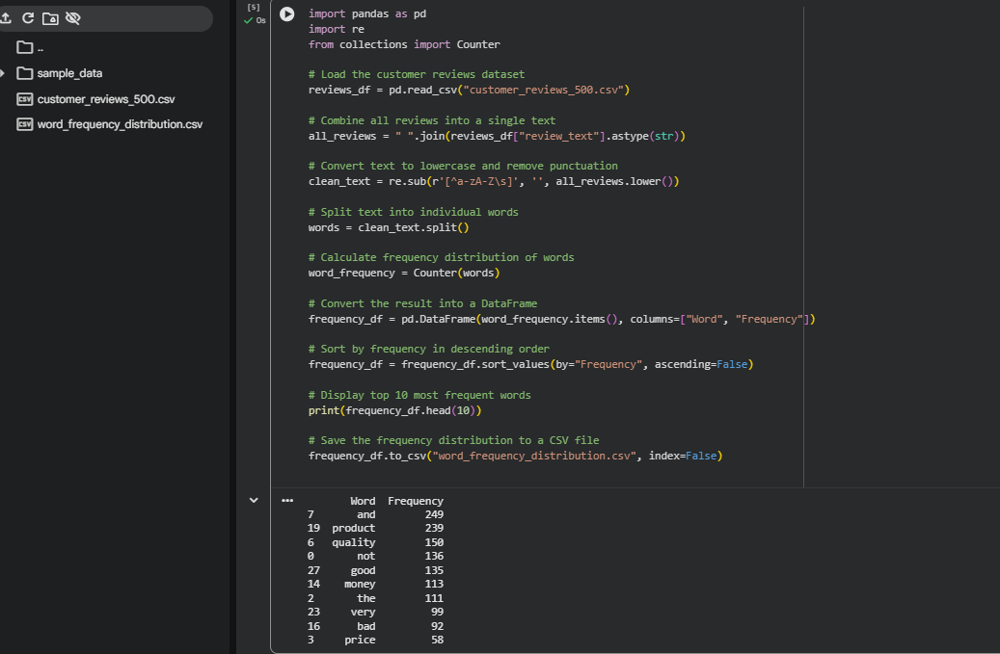 ..
sample_data
customer_reviews_500.csv
word_frequency_distribution.csv
[5]
0s
import pandas as pd
import re
from collections import Counter
# Load the customer reviews dataset
reviews_df = pd.read_csv("customer_reviews_500.csv")
# Combine all reviews into a single text
all_reviews = " ".join(reviews_df["review_text"].astype(str))
# Convert text to lowercase and remove punctuation
clean_text = re.sub(r'[^a-zA-Z\s]', '', all_reviews.lower())
# Split text into individual words
words = clean_text.split()
# Calculate frequency distribution of words
word_frequency = Counter(words)
# Convert the result into a DataFrame
frequency_df = pd.DataFrame(word_frequency.items(), columns=["Word", "Frequency"])
# Sort by frequency in descending order
frequency_df = frequency_df.sort_values(by="Frequency", ascending=False)
# Display top 10 most frequent words
print(frequency_df.head(10))
# Save the frequency distribution to a CSV file
frequency_df.to_csv("word_frequency_distribution.csv", index=False)
Word Frequency
7 and 249
19 product 239
6 quality 150
0 not 136
27 good 135
14 money 113
2 the 111
23 very 99
16 bad 92
3 price 58